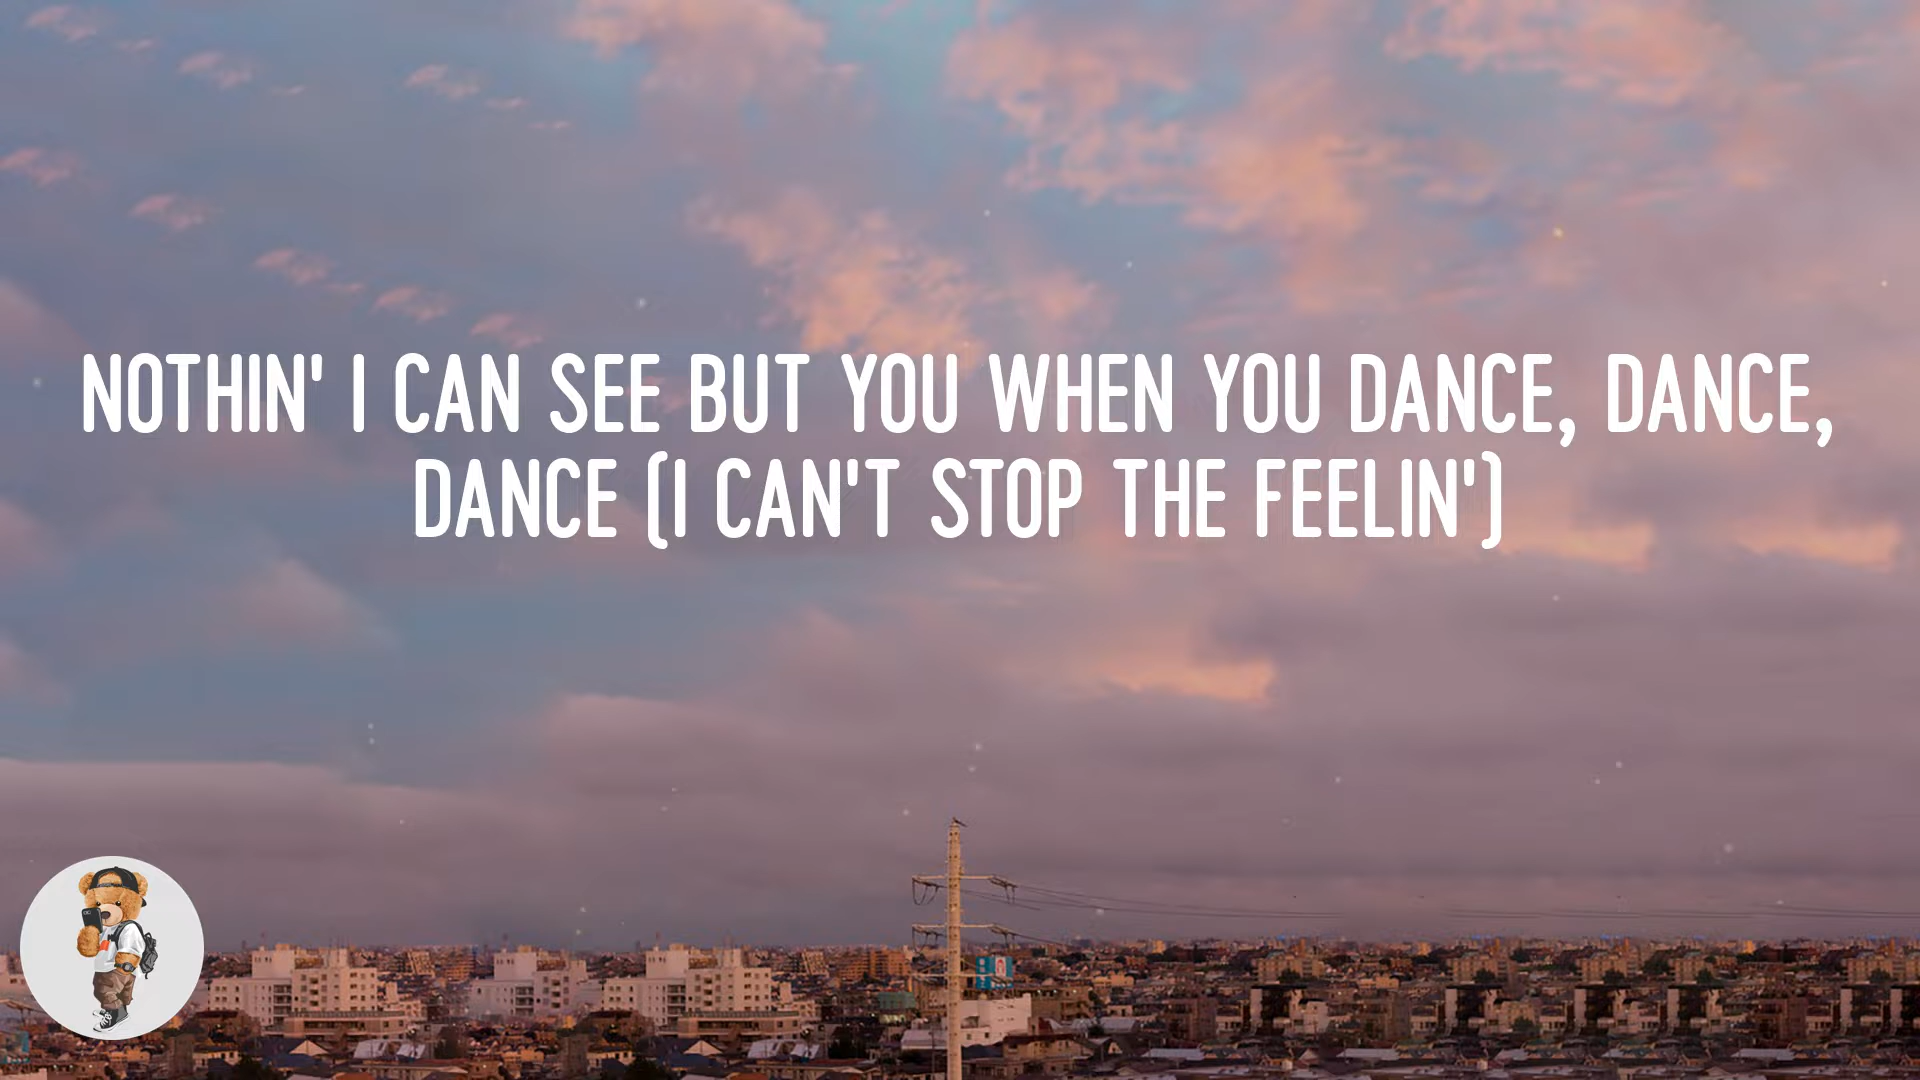 NOTHIN' I CAN SEE BUT YOU WHEN YOU DANCE, DANCE,
DANCE (I CAN'T STOP THE FEELIN')